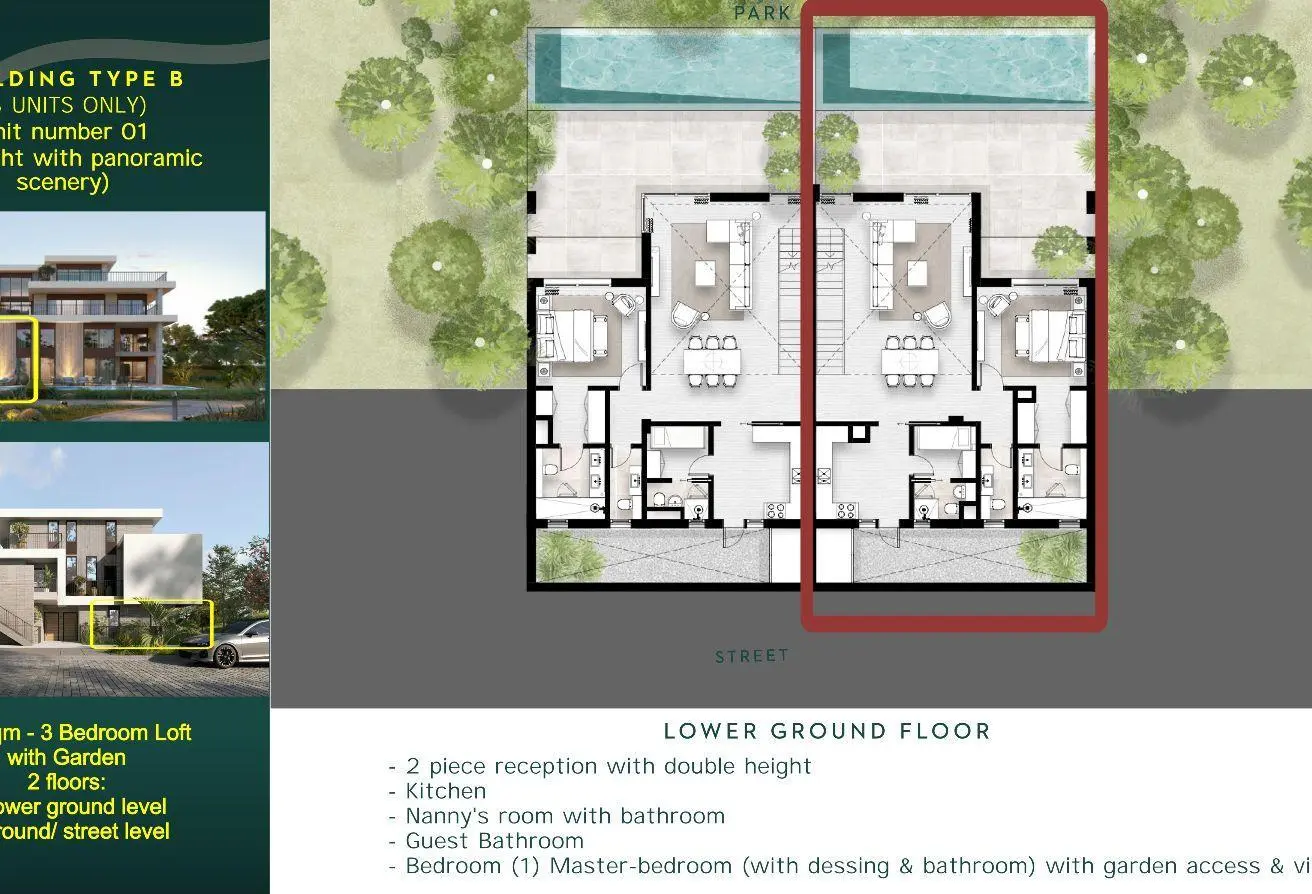 LDING TYPE B
UNITS ONLY)
nit number 01
ht with panoramic
scenery)
qm - 3 Bedroom Loft
with Garden
2 floors:
ower ground level
round/ street level
PARK
STREET
LOWER GROUND FLOOR
- 2 piece reception with double height
- Kitchen
- Nanny's room with bathroom
- Guest Bathroom
- Bedroom (1) Master-bedroom (with dessing & bathroom) with garden access & vi